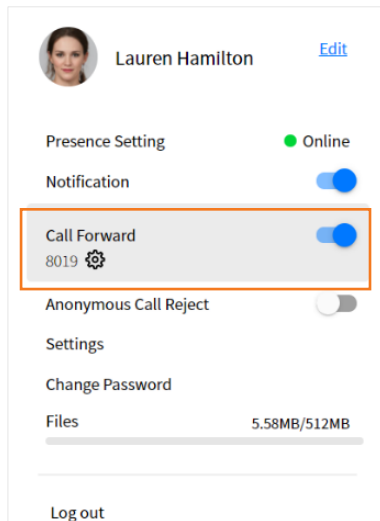 Lauren Hamilton Edit
Presence Setting Online
Notification
Call Forward
8019
Anonymous Call Reject
Settings
Change Password
Files 5.58MB/512MB
Log out